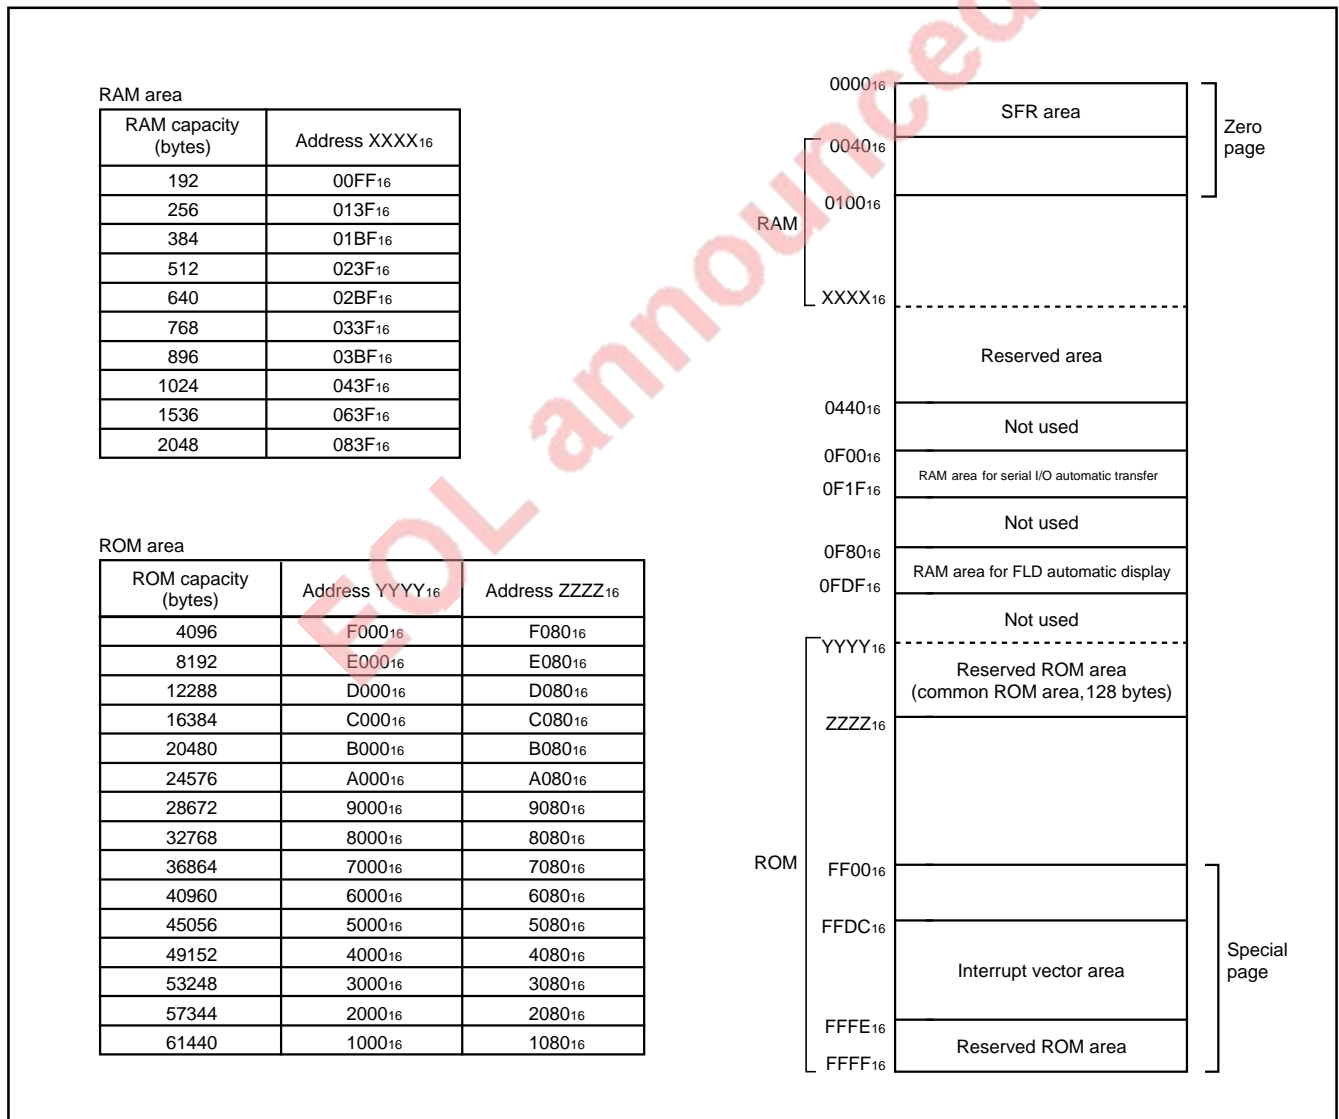 RAM area
RAM capacity (bytes) Address XXXX16
192 00FF16
256 013F16
384 01BF16
512 023F16
640 02BF16
768 033F16
896 03BF16
1024 043F16
1536 063F16
2048 083F16
ROM area
ROM capacity (bytes) Address YYYY16 Address ZZZZ16
4096 F00016 F08016
8192 E00016 E08016
12288 D00016 D08016
16384 C00016 C08016
20480 B00016 B08016
24576 A00016 A08016
28672 900016 908016
32768 800016 808016
36864 700016 708016
40960 600016 608016
45056 500016 508016
49152 400016 408016
53248 300016 308016
57344 200016 208016
61440 100016 108016
000016
SFR area
Zero page
004016
010016
RAM
XXXX16
Reserved area
044016
Not used
0F0016
RAM area for serial I/O automatic transfer
0F1F16
Not used
0F8016
RAM area for FLD automatic display
0FDF16
Not used
YYYY16
Reserved ROM area
(common ROM area,128 bytes)
ZZZZ16
ROM
FF0016
FFDC16
Interrupt vector area
Special page
FFFE16
Reserved ROM area
FFFF16
EOL announced